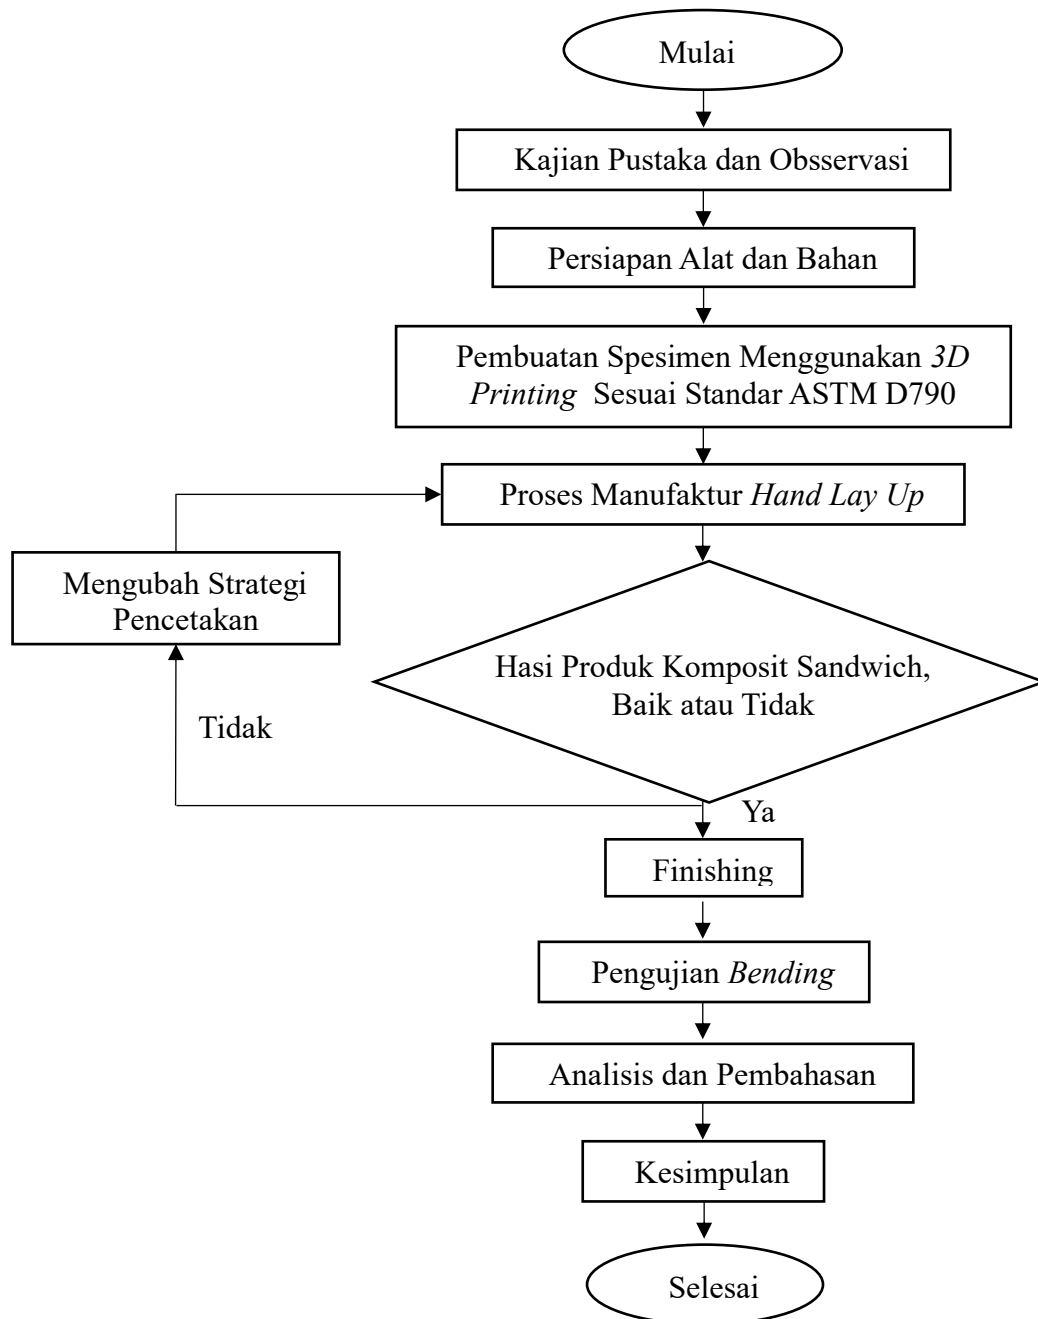 Mulai
Kajian Pustaka dan Obsservasi
Persiapan Alat dan Bahan
Pembuatan Spesimen Menggunakan 3D
Printing Sesuai Standar ASTM D790
Proses Manufaktur Hand Lay Up
Mengubah Strategi
Pencetakan
Hasi Produk Komposit Sandwich,
Baik atau Tidak
Tidak
Ya
Finishing
Pengujian Bending
Analisis dan Pembahasan
Kesimpulan
Selesai